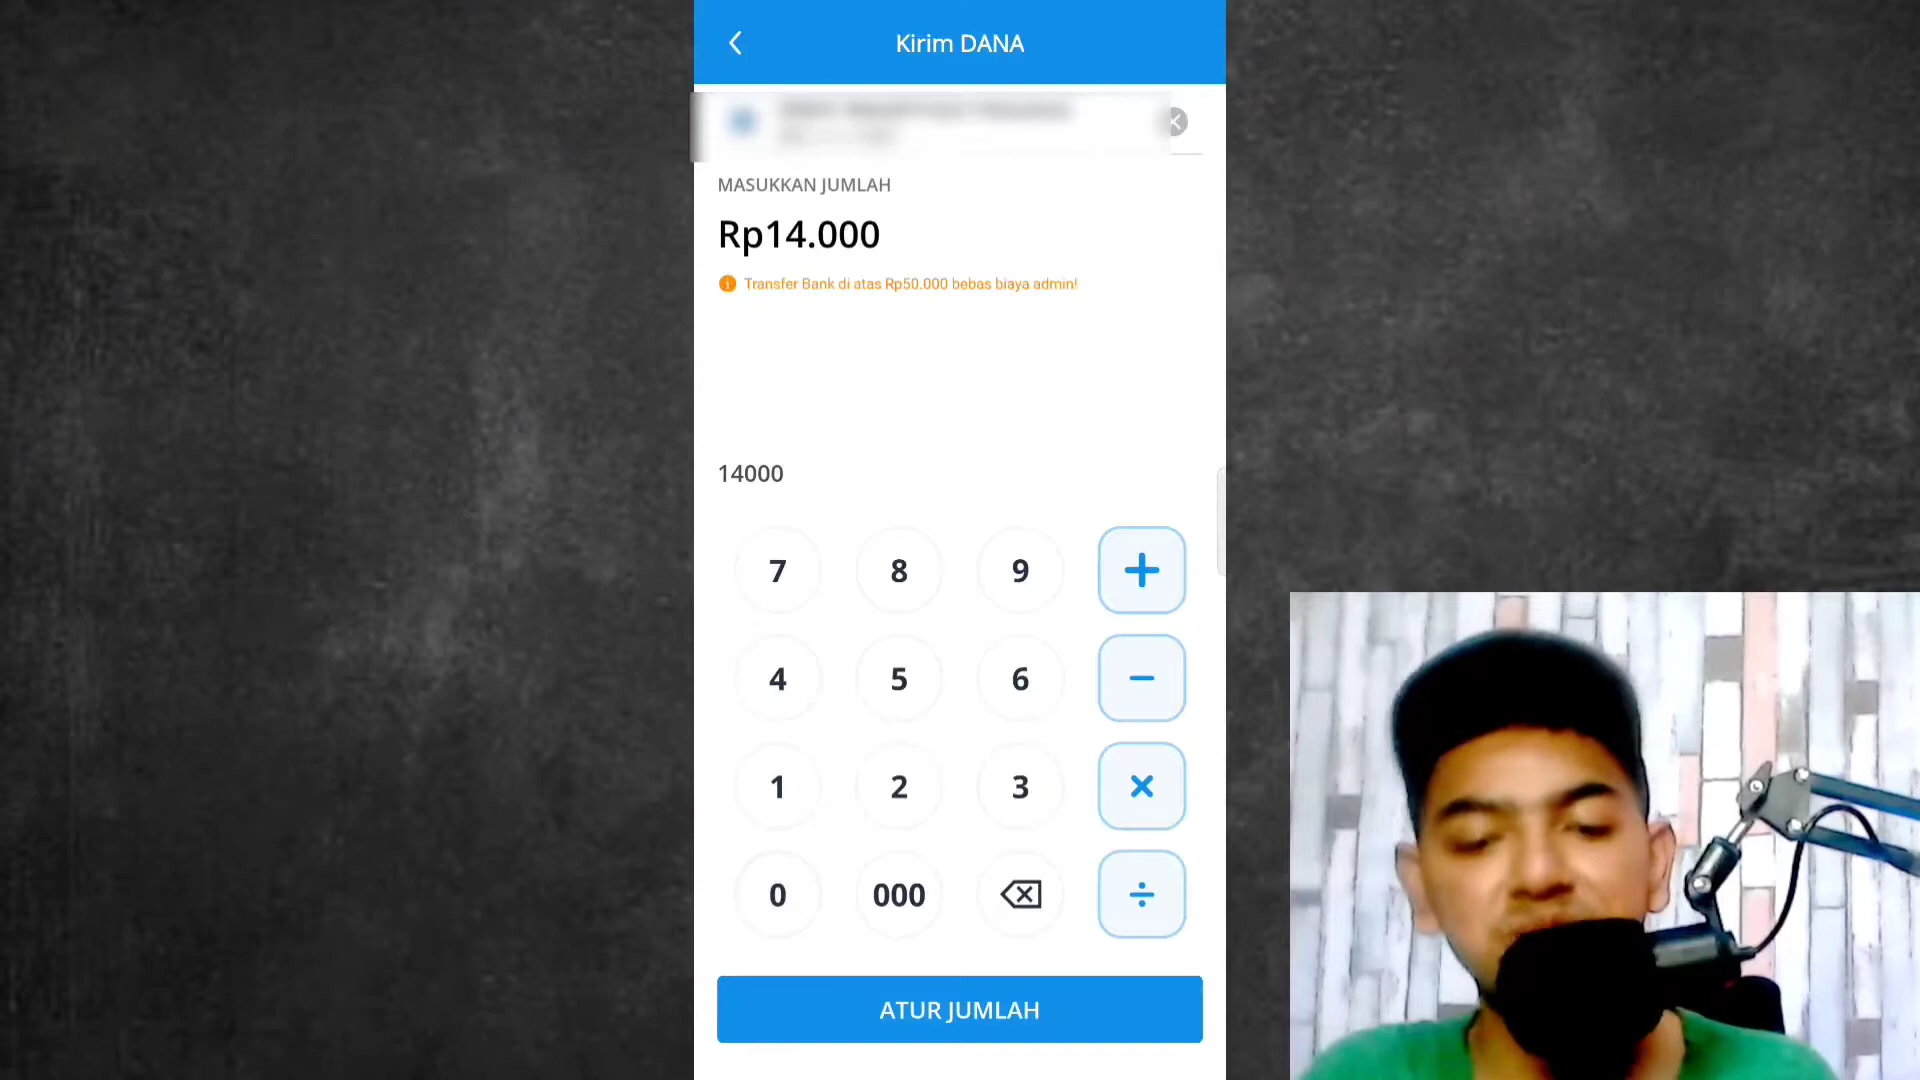 Kirim DANA
MASUKKAN JUMLAH
Rp14.000
Transfer Bank di atas Rp50.000 bebas biaya admin!
14000
7 8 9 +
4 5 6 −
1 2 3 ×
0 000 ÷
ATUR JUMLAH